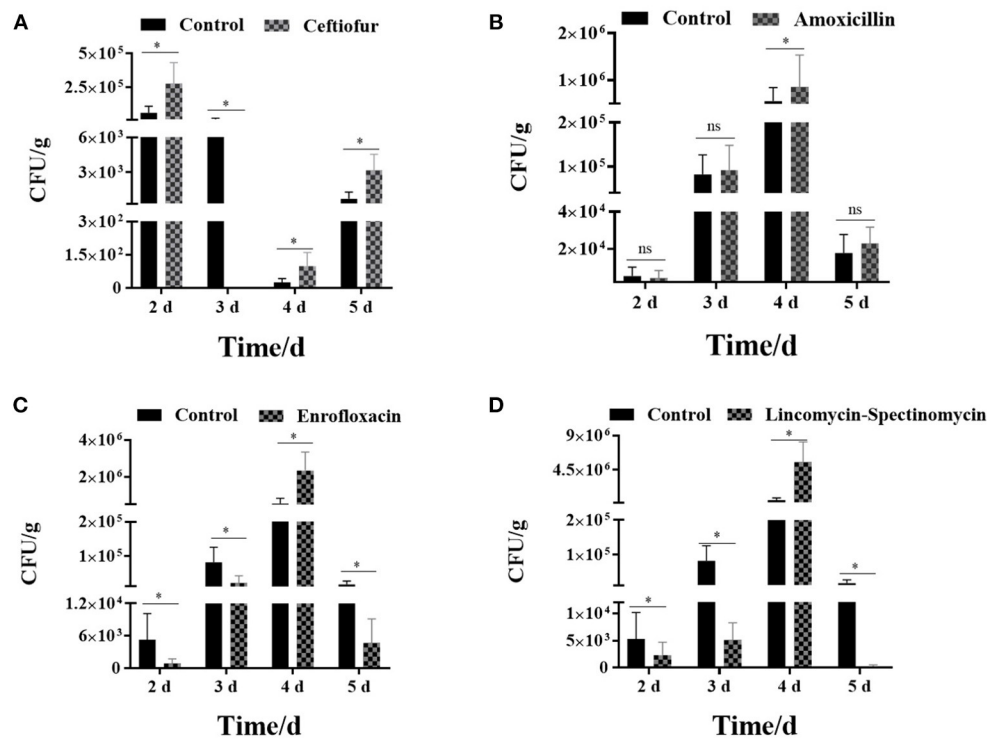 A
Control Ceftiofur
CFU/g
5×10⁵
2.5×10⁵
6×10³
3×10³
3×10²
1.5×10²
0
* * * *
2 d 3 d 4 d 5 d
Time/d
B
Control Amoxicillin
CFU/g
2×10⁶
1×10⁶
2×10⁵
1×10⁵
4×10⁴
2×10⁴
ns ns * ns
2 d 3 d 4 d 5 d
Time/d
C
Control Enrofloxacin
CFU/g
4×10⁶
2×10⁶
2×10⁵
1×10⁵
1.2×10⁴
6×10³
0
* * * *
2 d 3 d 4 d 5 d
Time/d
D
Control Lincomycin-Spectinomycin
CFU/g
9×10⁶
4.5×10⁶
2×10⁵
1×10⁵
1×10⁴
5×10³
0
* * * *
2 d 3 d 4 d 5 d
Time/d